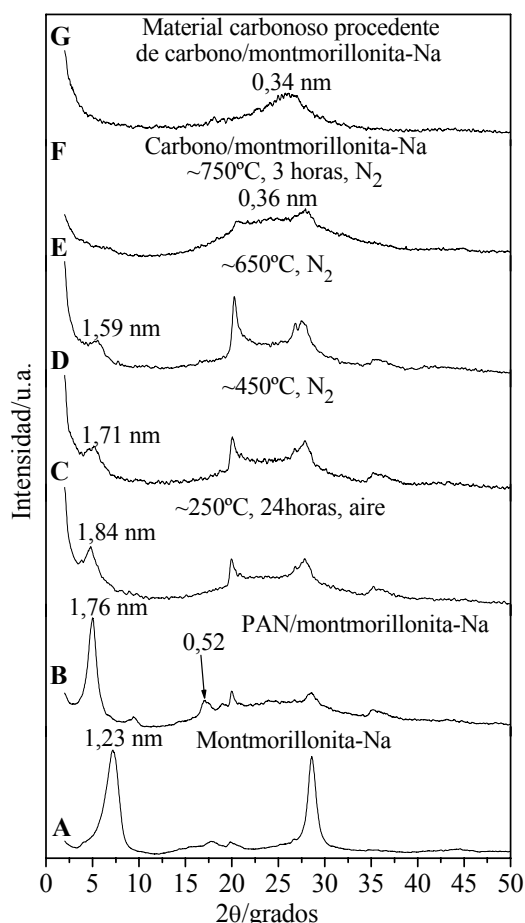 G
Material carbonoso procedente
de carbono/montmorillonita-Na
0,34 nm
F
Carbono/montmorillonita-Na
~750ºC, 3 horas, N2
0,36 nm
E
~650ºC, N2
1,59 nm
D
~450ºC, N2
1,71 nm
C
~250ºC, 24horas, aire
1,84 nm
1,76 nm
PAN/montmorillonita-Na
0,52
B
1,23 nm
Montmorillonita-Na
A
Intensidad/u.a.
0 5 10 15 20 25 30 35 40 45 50
2θ/grados